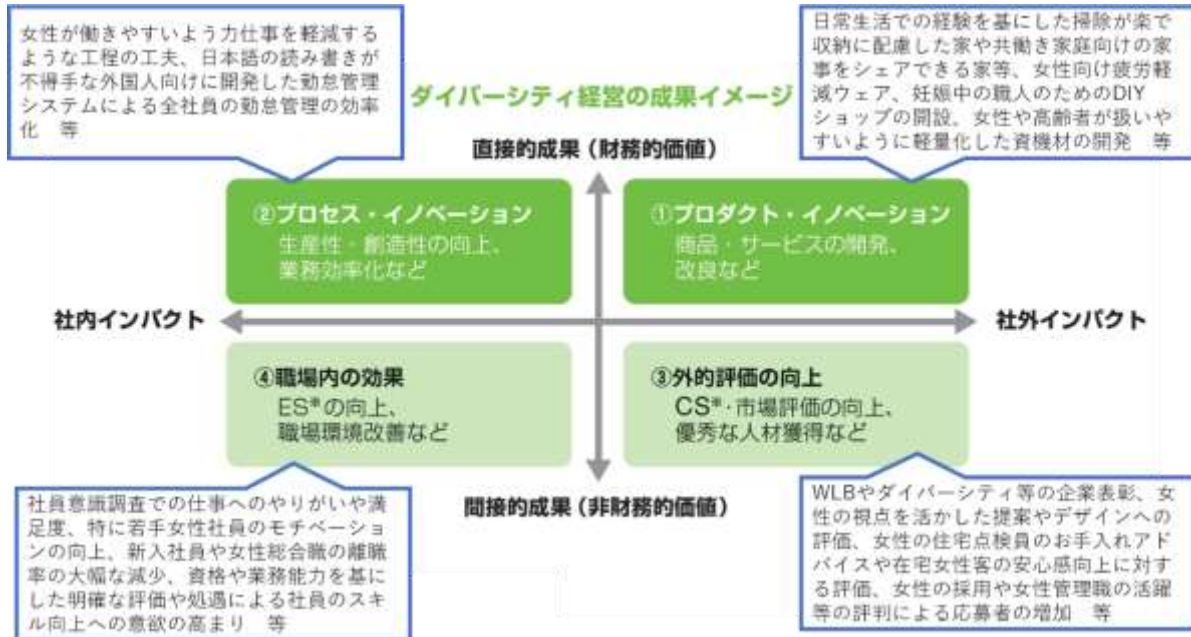 女性が働きやすいよう力仕事を軽減する
ような工程の工夫、日本語の読み書きが
不得手な外国人向けに開発した勤怠管理
システムによる全社員の勤怠管理の効率
化　等
日常生活での経験を基にした掃除が楽で
収納に配慮した家や共働き家庭向けの家
事をシェアできる家等、女性向け疲労軽
減ウェア、妊娠中の職人のためのDIY
ショップの開設、女性や高齢者が扱いや
すいように軽量化した資機材の開発　等
ダイバーシティ経営の成果イメージ
直接的成果（財務的価値）
②プロセス・イノベーション
生産性・創造性の向上、
業務効率化など
①プロダクト・イノベーション
商品・サービスの開発、
改良など
社内インパクト
社外インパクト
④職場内の効果
ES*の向上、
職場環境改善など
③外的評価の向上
CS*・市場評価の向上、
優秀な人材獲得など
間接的成果（非財務的価値）
社員意識調査での仕事へのやりがいや満
足度、特に若手女性社員のモチベーショ
ンの向上、新入社員や女性総合職の離職
率の大幅な減少、資格や業務能力を基に
した明確な評価や処遇による社員のスキ
ル向上への意欲の高まり　等
WLBやダイバーシティ等の企業表彰、女
性の視点を活かした提案やデザインへの
評価、女性の住宅点検員のお手入れアド
バイスや在宅女性客の安心感向上に対す
る評価、女性の採用や女性管理職の活躍
等の評判による応募者の増加　等